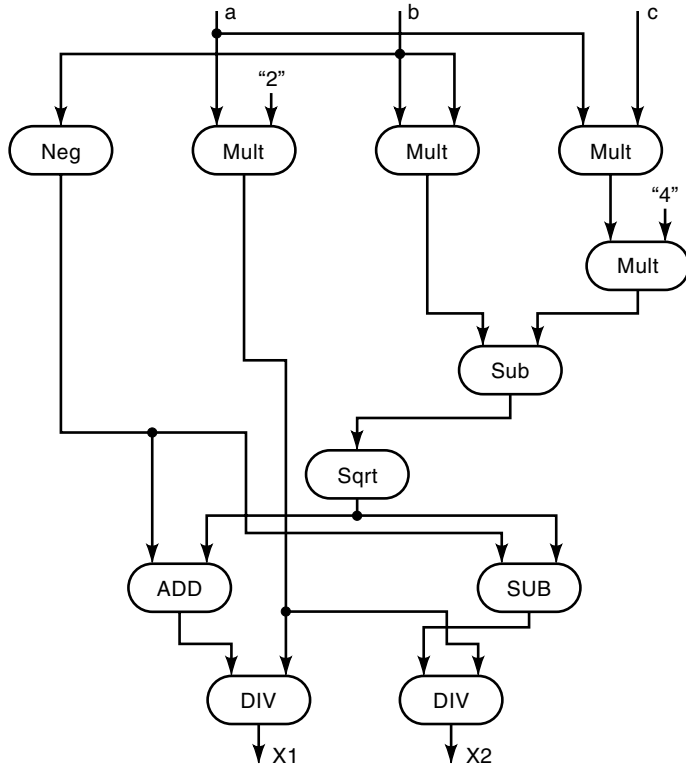 a
b
c
“2”
Neg
Mult
Mult
Mult
“4”
Mult
Sub
Sqrt
ADD
SUB
DIV
DIV
X1
X2